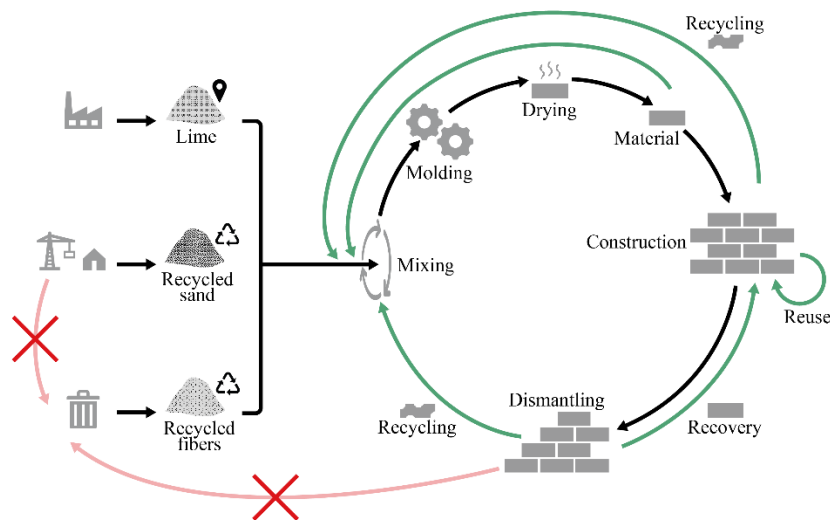 Recycling
Lime
Drying
Material
Molding
Construction
Mixing
Recycled
sand
Reuse
Dismantling
Recycled
fibers
Recycling
Recovery